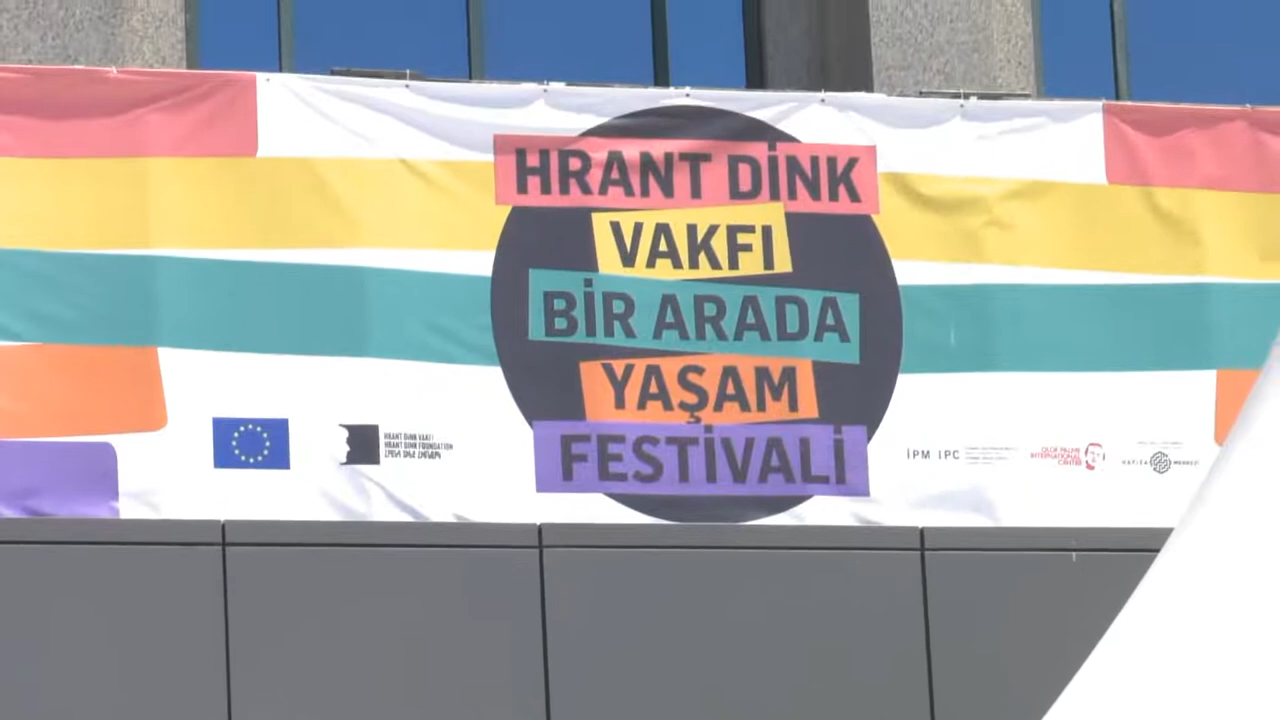 HRANT DİNK
VAKFI
BİR ARADA
YAŞAM
FESTİVALİ
HRANT DİNK VAKFI
HRANT DINK FOUNDATION
İPM IPC
OLOF PALME
INTERNATIONAL
CENTER
HAFIZA MERKEZİ